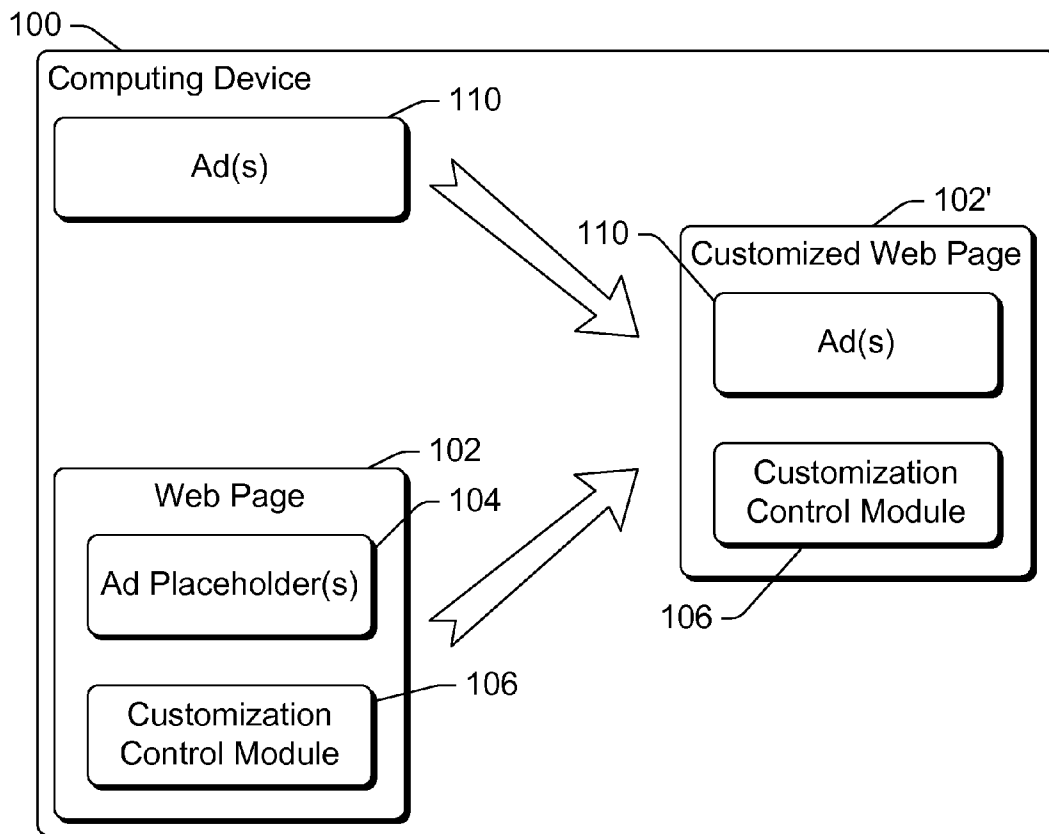 100
Computing Device
110
Ad(s)
102'
110
Customized Web Page
Ad(s)
Customization
Control Module
106
102
Web Page
104
Ad Placeholder(s)
106
Customization
Control Module